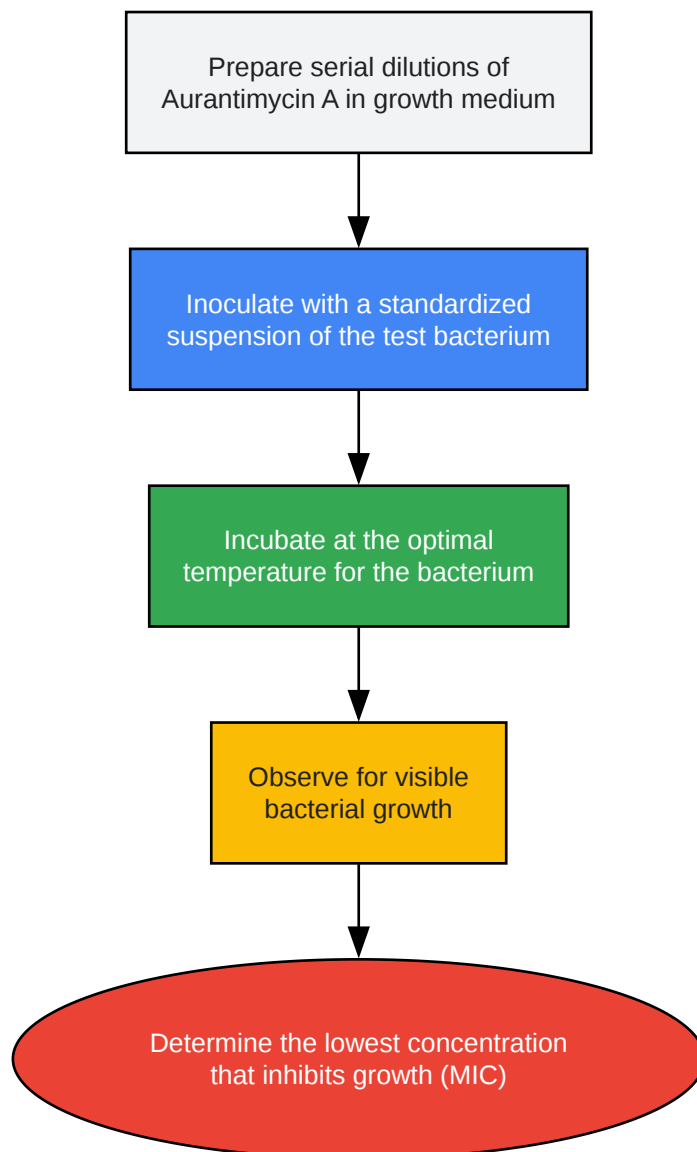 Prepare serial dilutions of
Aurantimycin A in growth medium
Inoculate with a standardized
suspension of the test bacterium
Incubate at the optimal
temperature for the bacterium
Observe for visible
bacterial growth
Determine the lowest concentration
that inhibits growth (MIC)